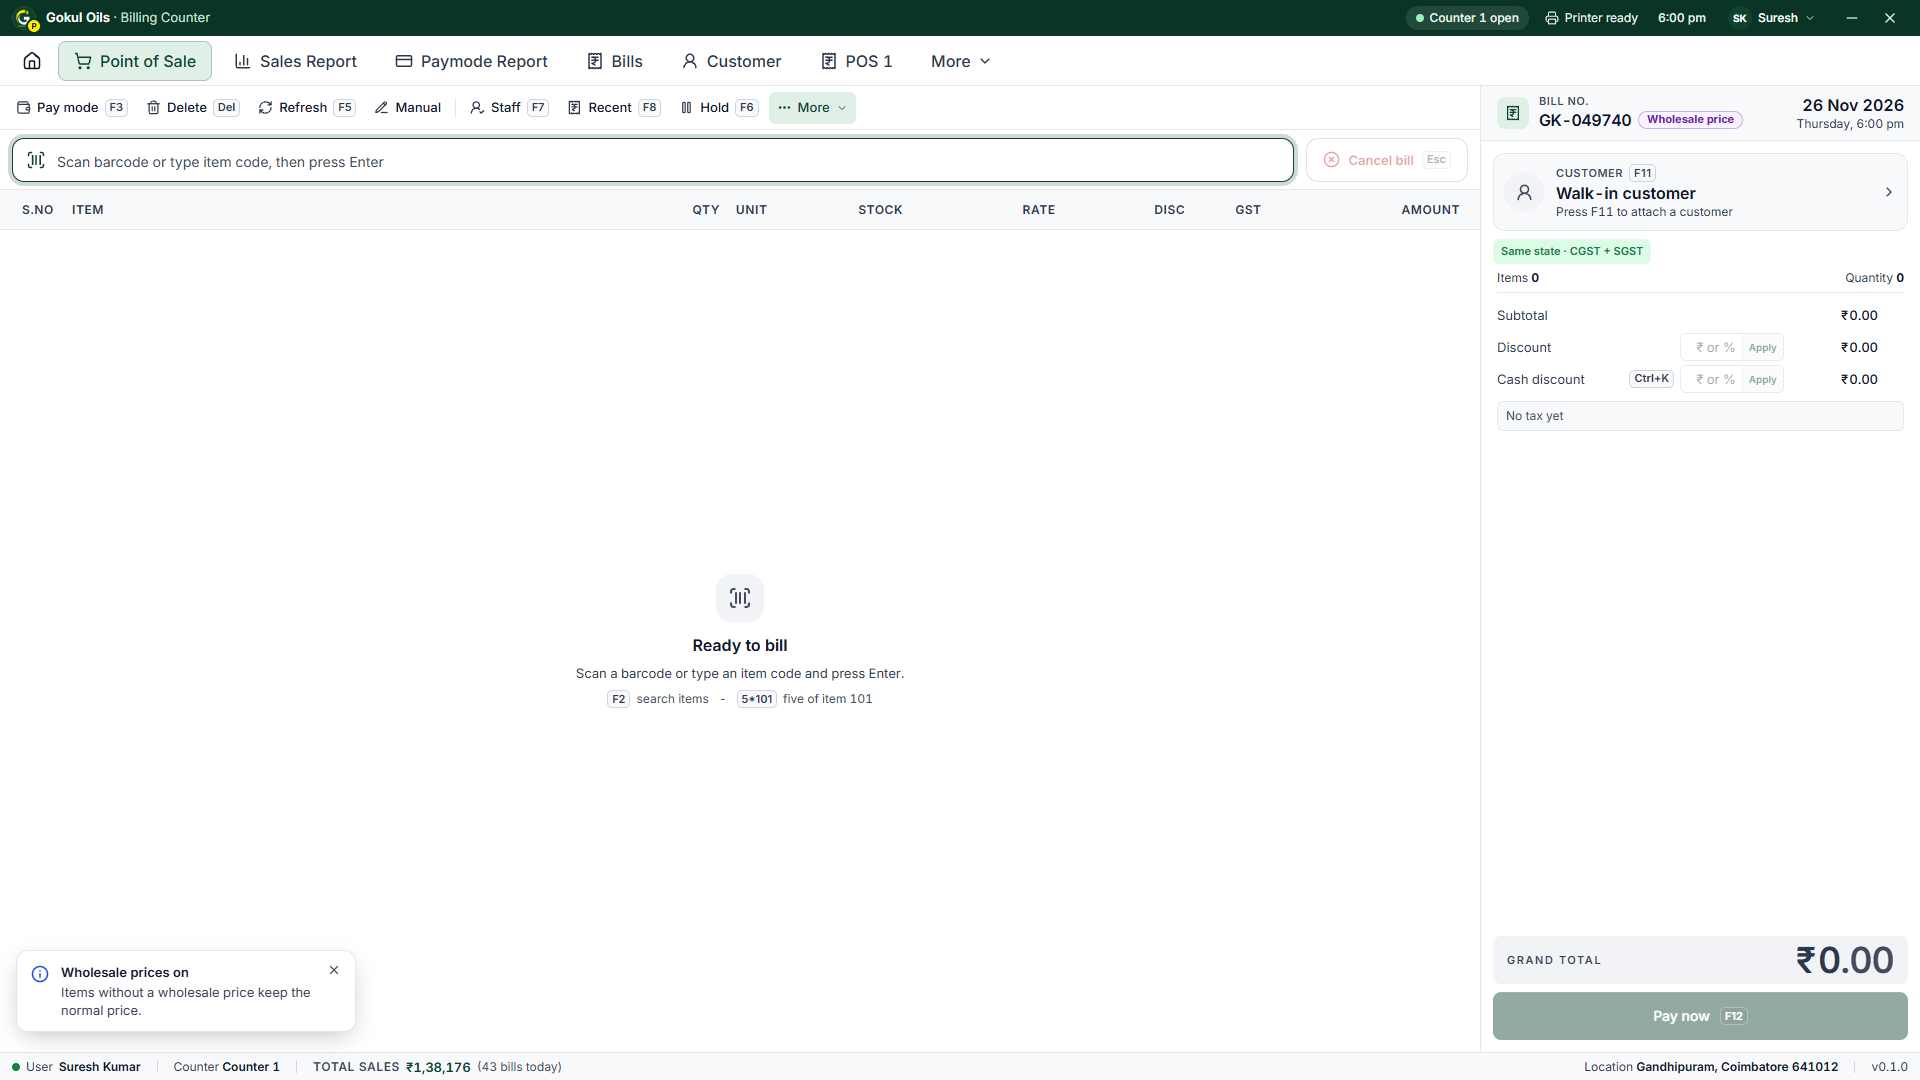 Gokul Oils · Billing Counter
Counter 1 open
Printer ready
6:00 pm
SK Suresh
Point of Sale
Sales Report
Paymode Report
Bills
Customer
POS 1
More
Pay mode F3
Delete Del
Refresh F5
Manual
Staff F7
Recent F8
Hold F6
More
BILL NO.
GK-049740 Wholesale price
26 Nov 2026
Thursday, 6:00 pm
Scan barcode or type item code, then press Enter
Cancel bill Esc
CUSTOMER F11
Walk-in customer
Press F11 to attach a customer
S.NO ITEM QTY UNIT STOCK RATE DISC GST AMOUNT
Same state · CGST + SGST
Items 0 Quantity 0
Subtotal ₹0.00
Discount ₹ or % Apply ₹0.00
Cash discount Ctrl+K ₹ or % Apply ₹0.00
No tax yet
Ready to bill
Scan a barcode or type an item code and press Enter.
F2 search items - 5*101 five of item 101
Wholesale prices on
Items without a wholesale price keep the
normal price.
GRAND TOTAL ₹0.00
Pay now F12
User Suresh Kumar
Counter Counter 1
TOTAL SALES ₹1,38,176 (43 bills today)
Location Gandhipuram, Coimbatore 641012
v0.1.0